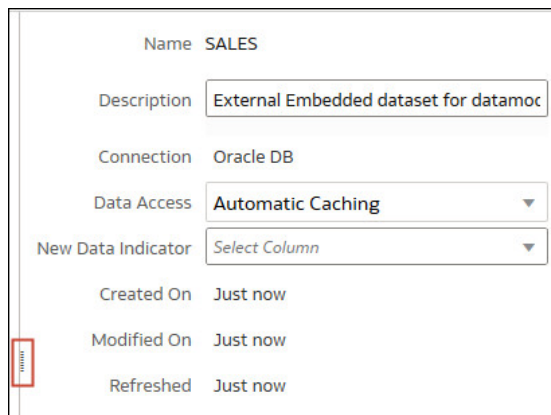 Name SALES
Description External Embedded dataset for datamoc
Connection Oracle DB
Data Access Automatic Caching
New Data Indicator Select Column
Created On Just now
Modified On Just now
Refreshed Just now